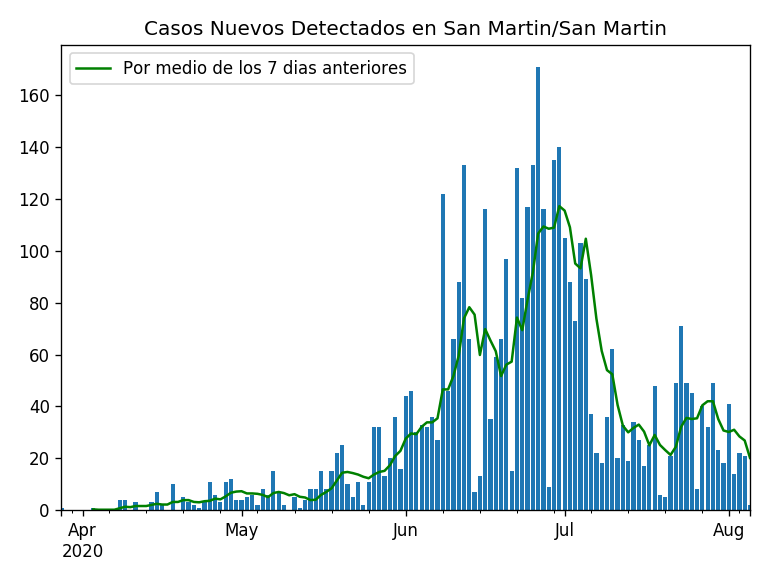 Casos Nuevos Detectados en San Martin/San Martin
Por medio de los 7 dias anteriores
160
140
120
100
80
60
40
20
0
Apr
May
Jun
Jul
Aug
2020